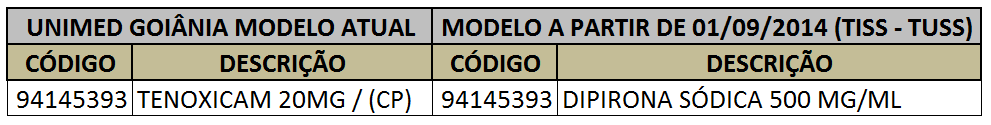 UNIMED GOIÂNIA MODELO ATUAL MODELO A PARTIR DE 01/09/2014 (TISS - TUSS)
CÓDIGO DESCRIÇÃO CÓDIGO DESCRIÇÃO
94145393 TENOXICAM 20MG / (CP) 94145393 DIPIRONA SÓDICA 500 MG/ML